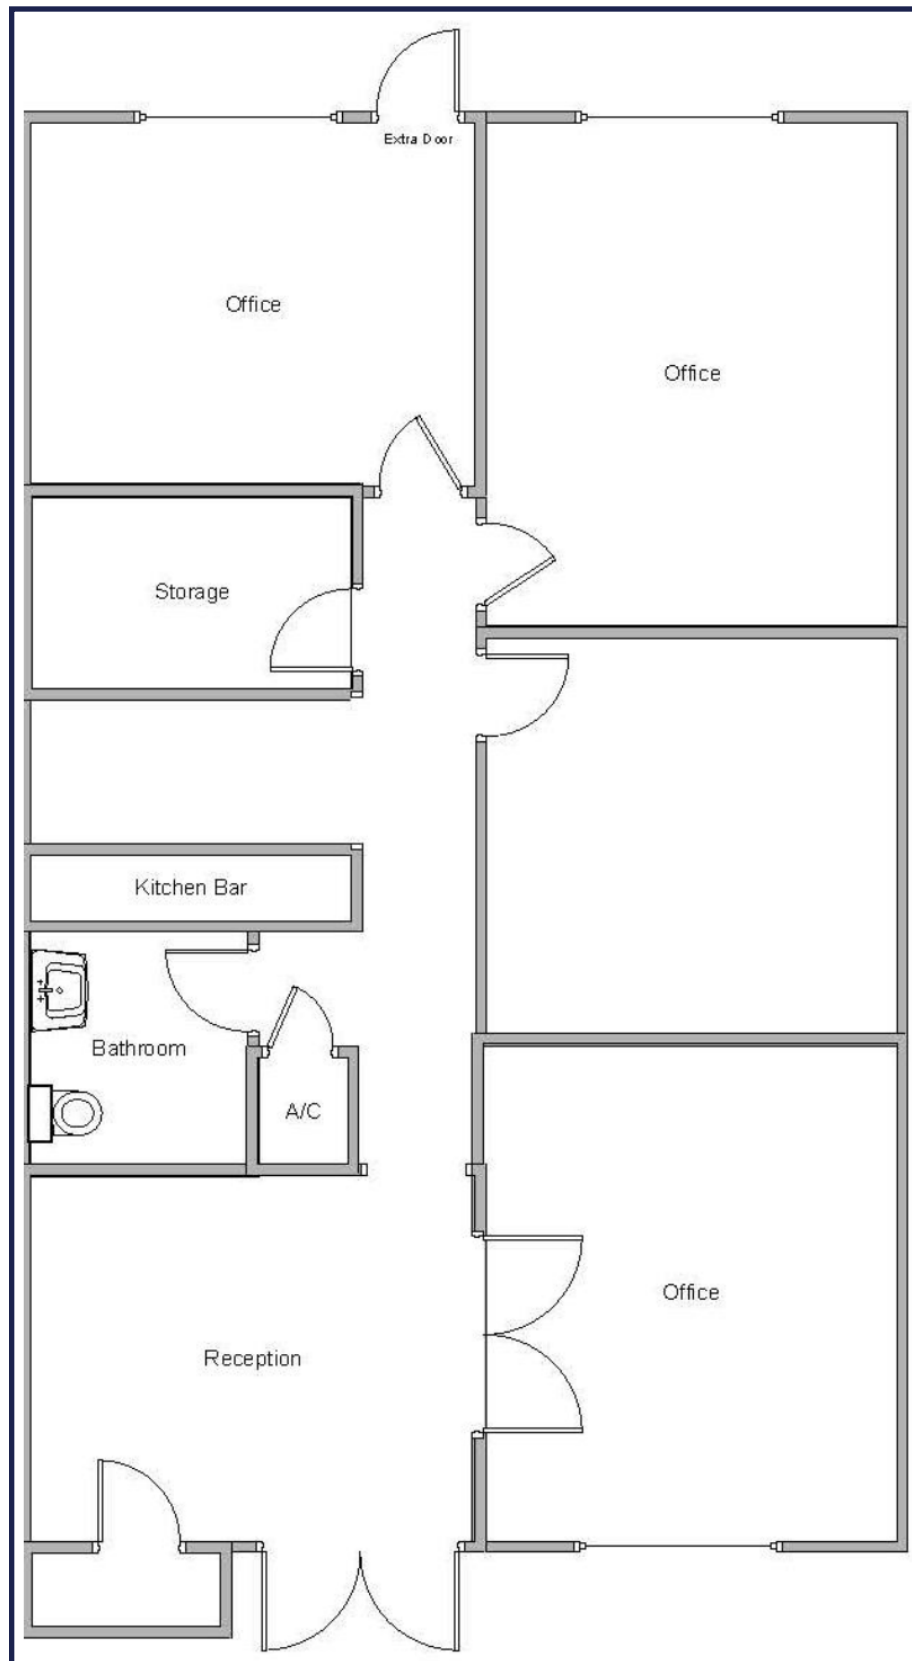 Extra Door
Office
Office
Storage
Kitchen Bar
Bathroom
A/C
Office
Reception